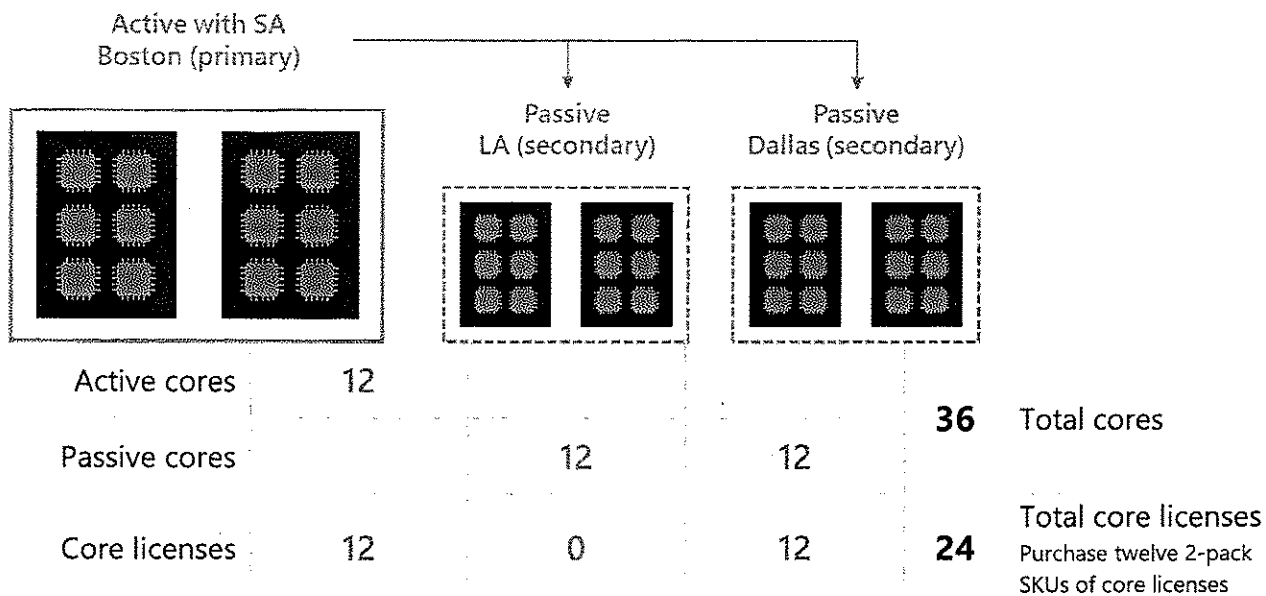 Active with SA
Boston (primary)
Passive
LA (secondary)
Passive
Dallas (secondary)
Active cores 12
36 Total cores
Passive cores 12 12
Core licenses 12 0 12 24 Total core licenses
Purchase twelve 2-pack
SKUs of core licenses